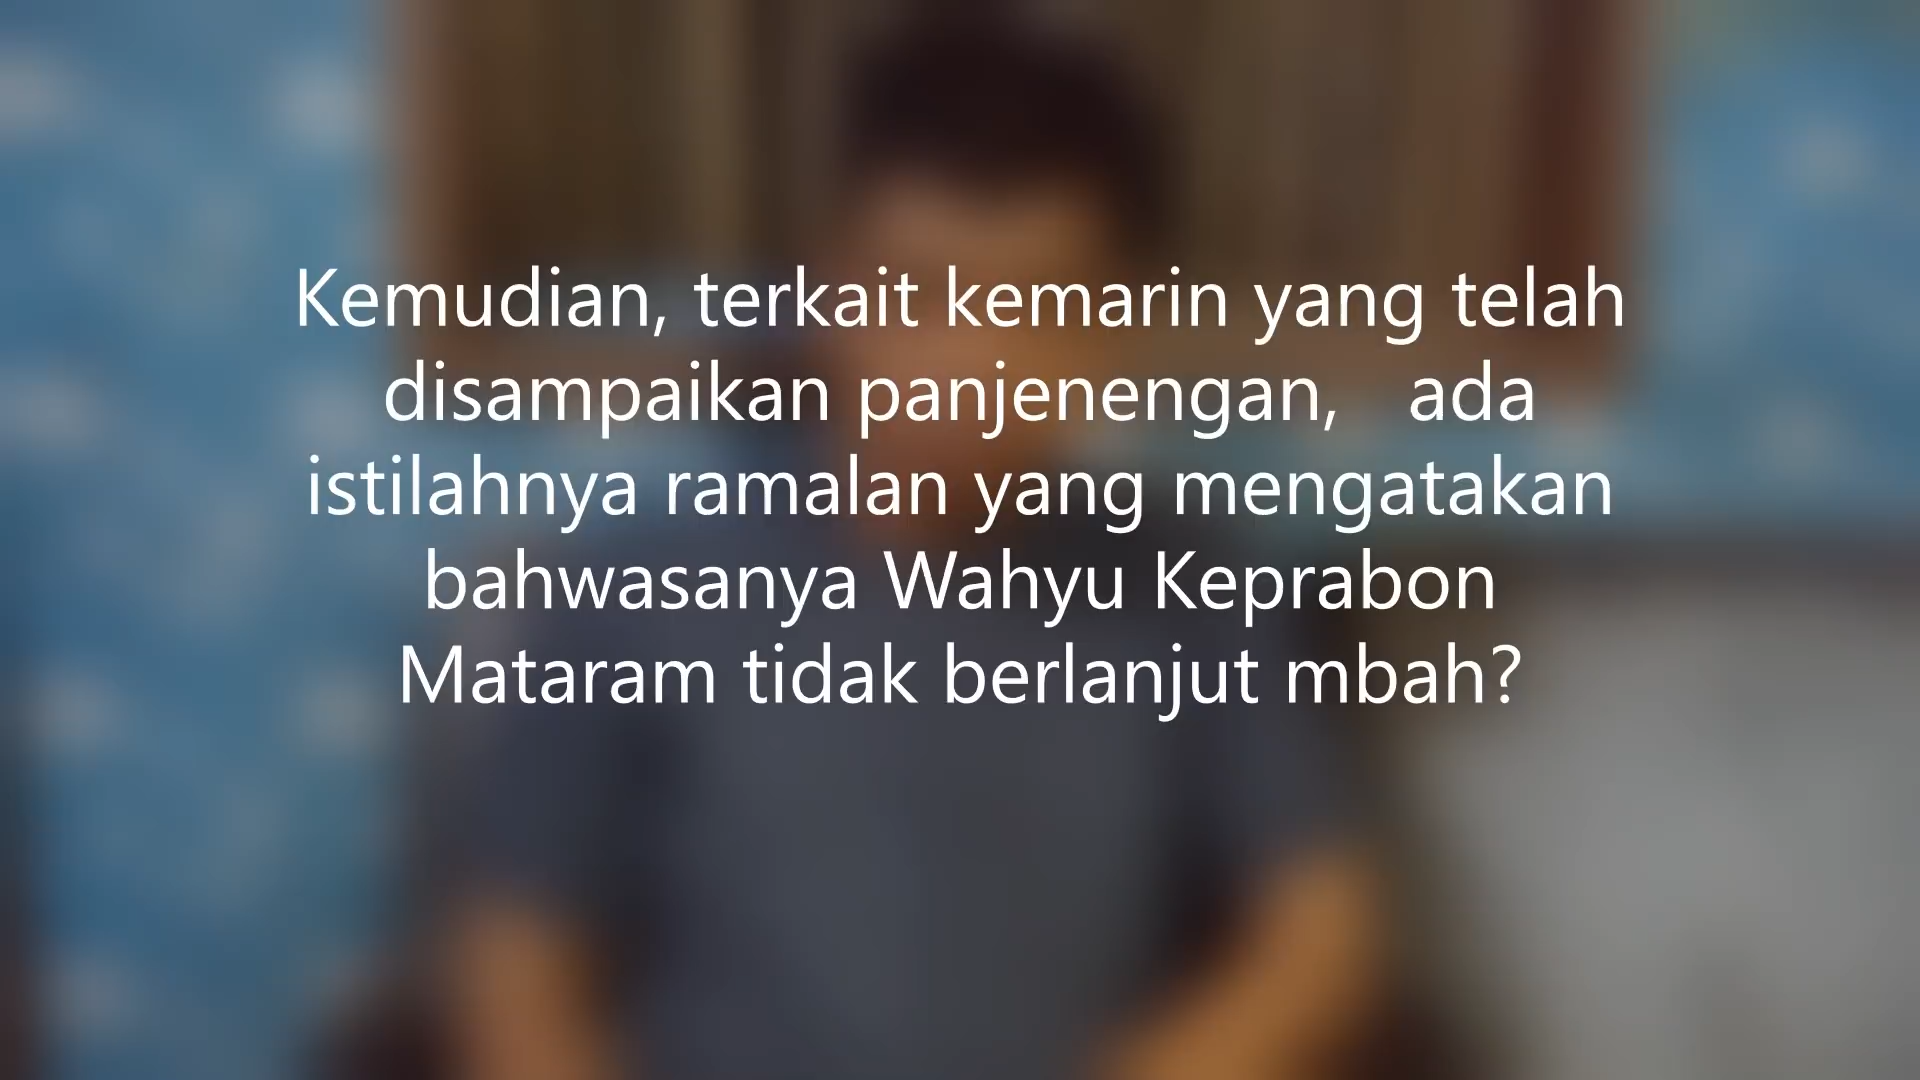 Kemudian, terkait kemarin yang telah
disampaikan panjenengan,   ada
istilahnya ramalan yang mengatakan
bahwasanya Wahyu Keprabon
Mataram tidak berlanjut mbah?